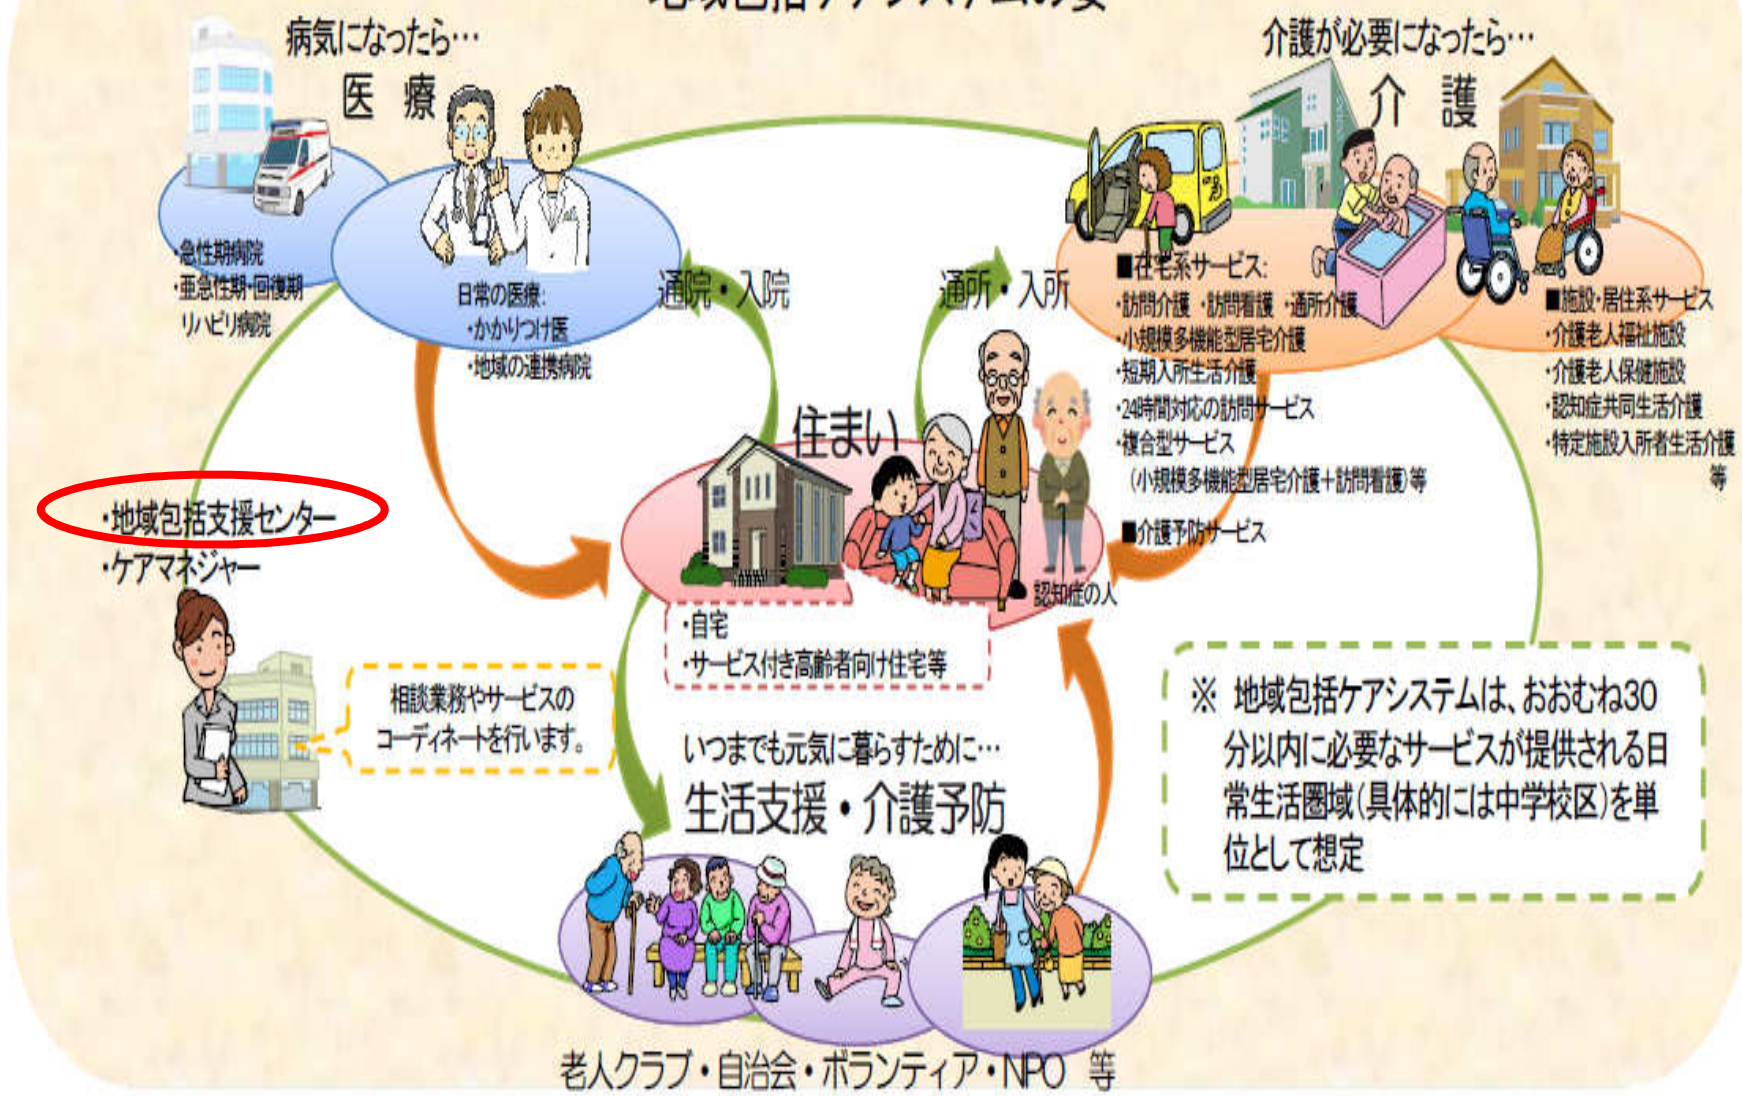 地域包括ケアシステムの姿
病気になったら…
医 療
・急性期病院
・亜急性期・回復期
リハビリ病院
日常の医療:
・かかりつけ医
・地域の連携病院
通院・入院
通所・入所
介護が必要になったら…
介 護
■在宅系サービス:
・訪問介護 ・訪問看護 ・通所介護
・小規模多機能型居宅介護
・短期入所生活介護
・24時間対応の訪問サービス
・複合型サービス
(小規模多機能型居宅介護+訪問看護)等
■介護予防サービス
■施設・居住系サービス
・介護老人福祉施設
・介護老人保健施設
・認知症共同生活介護
・特定施設入所者生活介護
等
住まい
認知症の人
・自宅
・サービス付き高齢者向け住宅等
・地域包括支援センター
・ケアマネジャー
相談業務やサービスの
コーディネートを行います。
いつまでも元気に暮らすために…
生活支援・介護予防
老人クラブ・自治会・ボランティア・NPO 等
※ 地域包括ケアシステムは、おおむね30
分以内に必要なサービスが提供される日
常生活圏域(具体的には中学校区)を単
位として想定